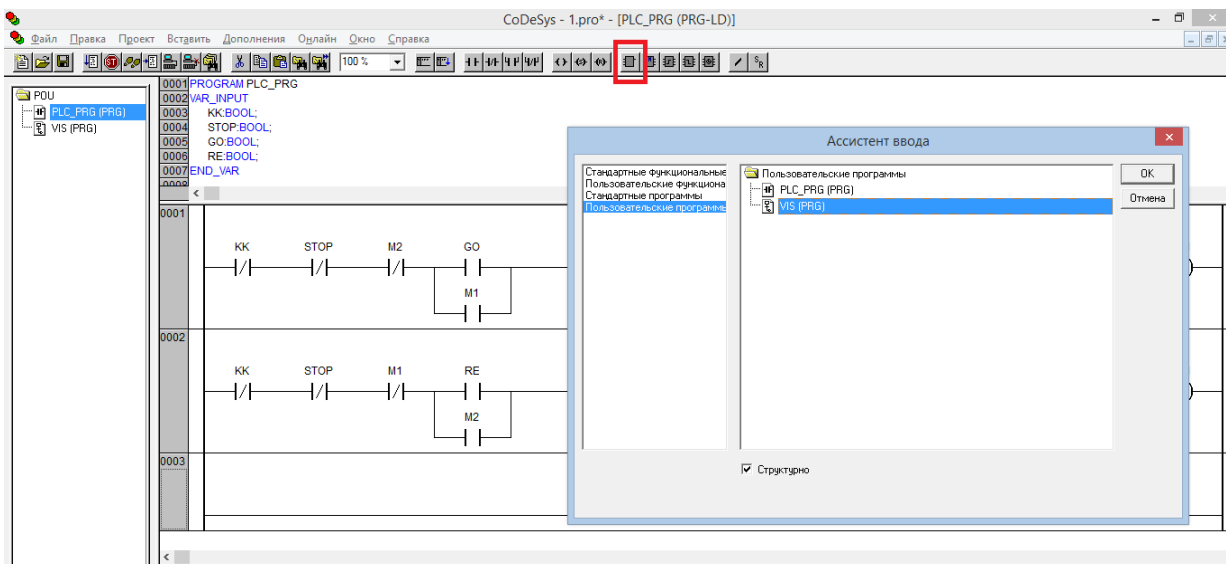 CoDeSys - 1.pro* - [PLC_PRG (PRG-LD)]
Файл Правка Проект Вставить Дополнения Онлайн Окно Справка
100 %
POU
PLC_PRG (PRG)
VIS (PRG)
0001 PROGRAM PLC_PRG
0002 VAR_INPUT
0003 KK:BOOL;
0004 STOP:BOOL;
0005 GO:BOOL;
0006 RE:BOOL;
0007 END_VAR
0008
0001
KK STOP M2 GO
M1
0002
KK STOP M1 RE
M2
0003
Ассистент ввода
Стандартные функциональные
Пользовательские функциона
Стандартные программы
Пользовательские программы
Пользовательские программы
PLC_PRG (PRG)
VIS (PRG)
OK
Отмена
Структурно